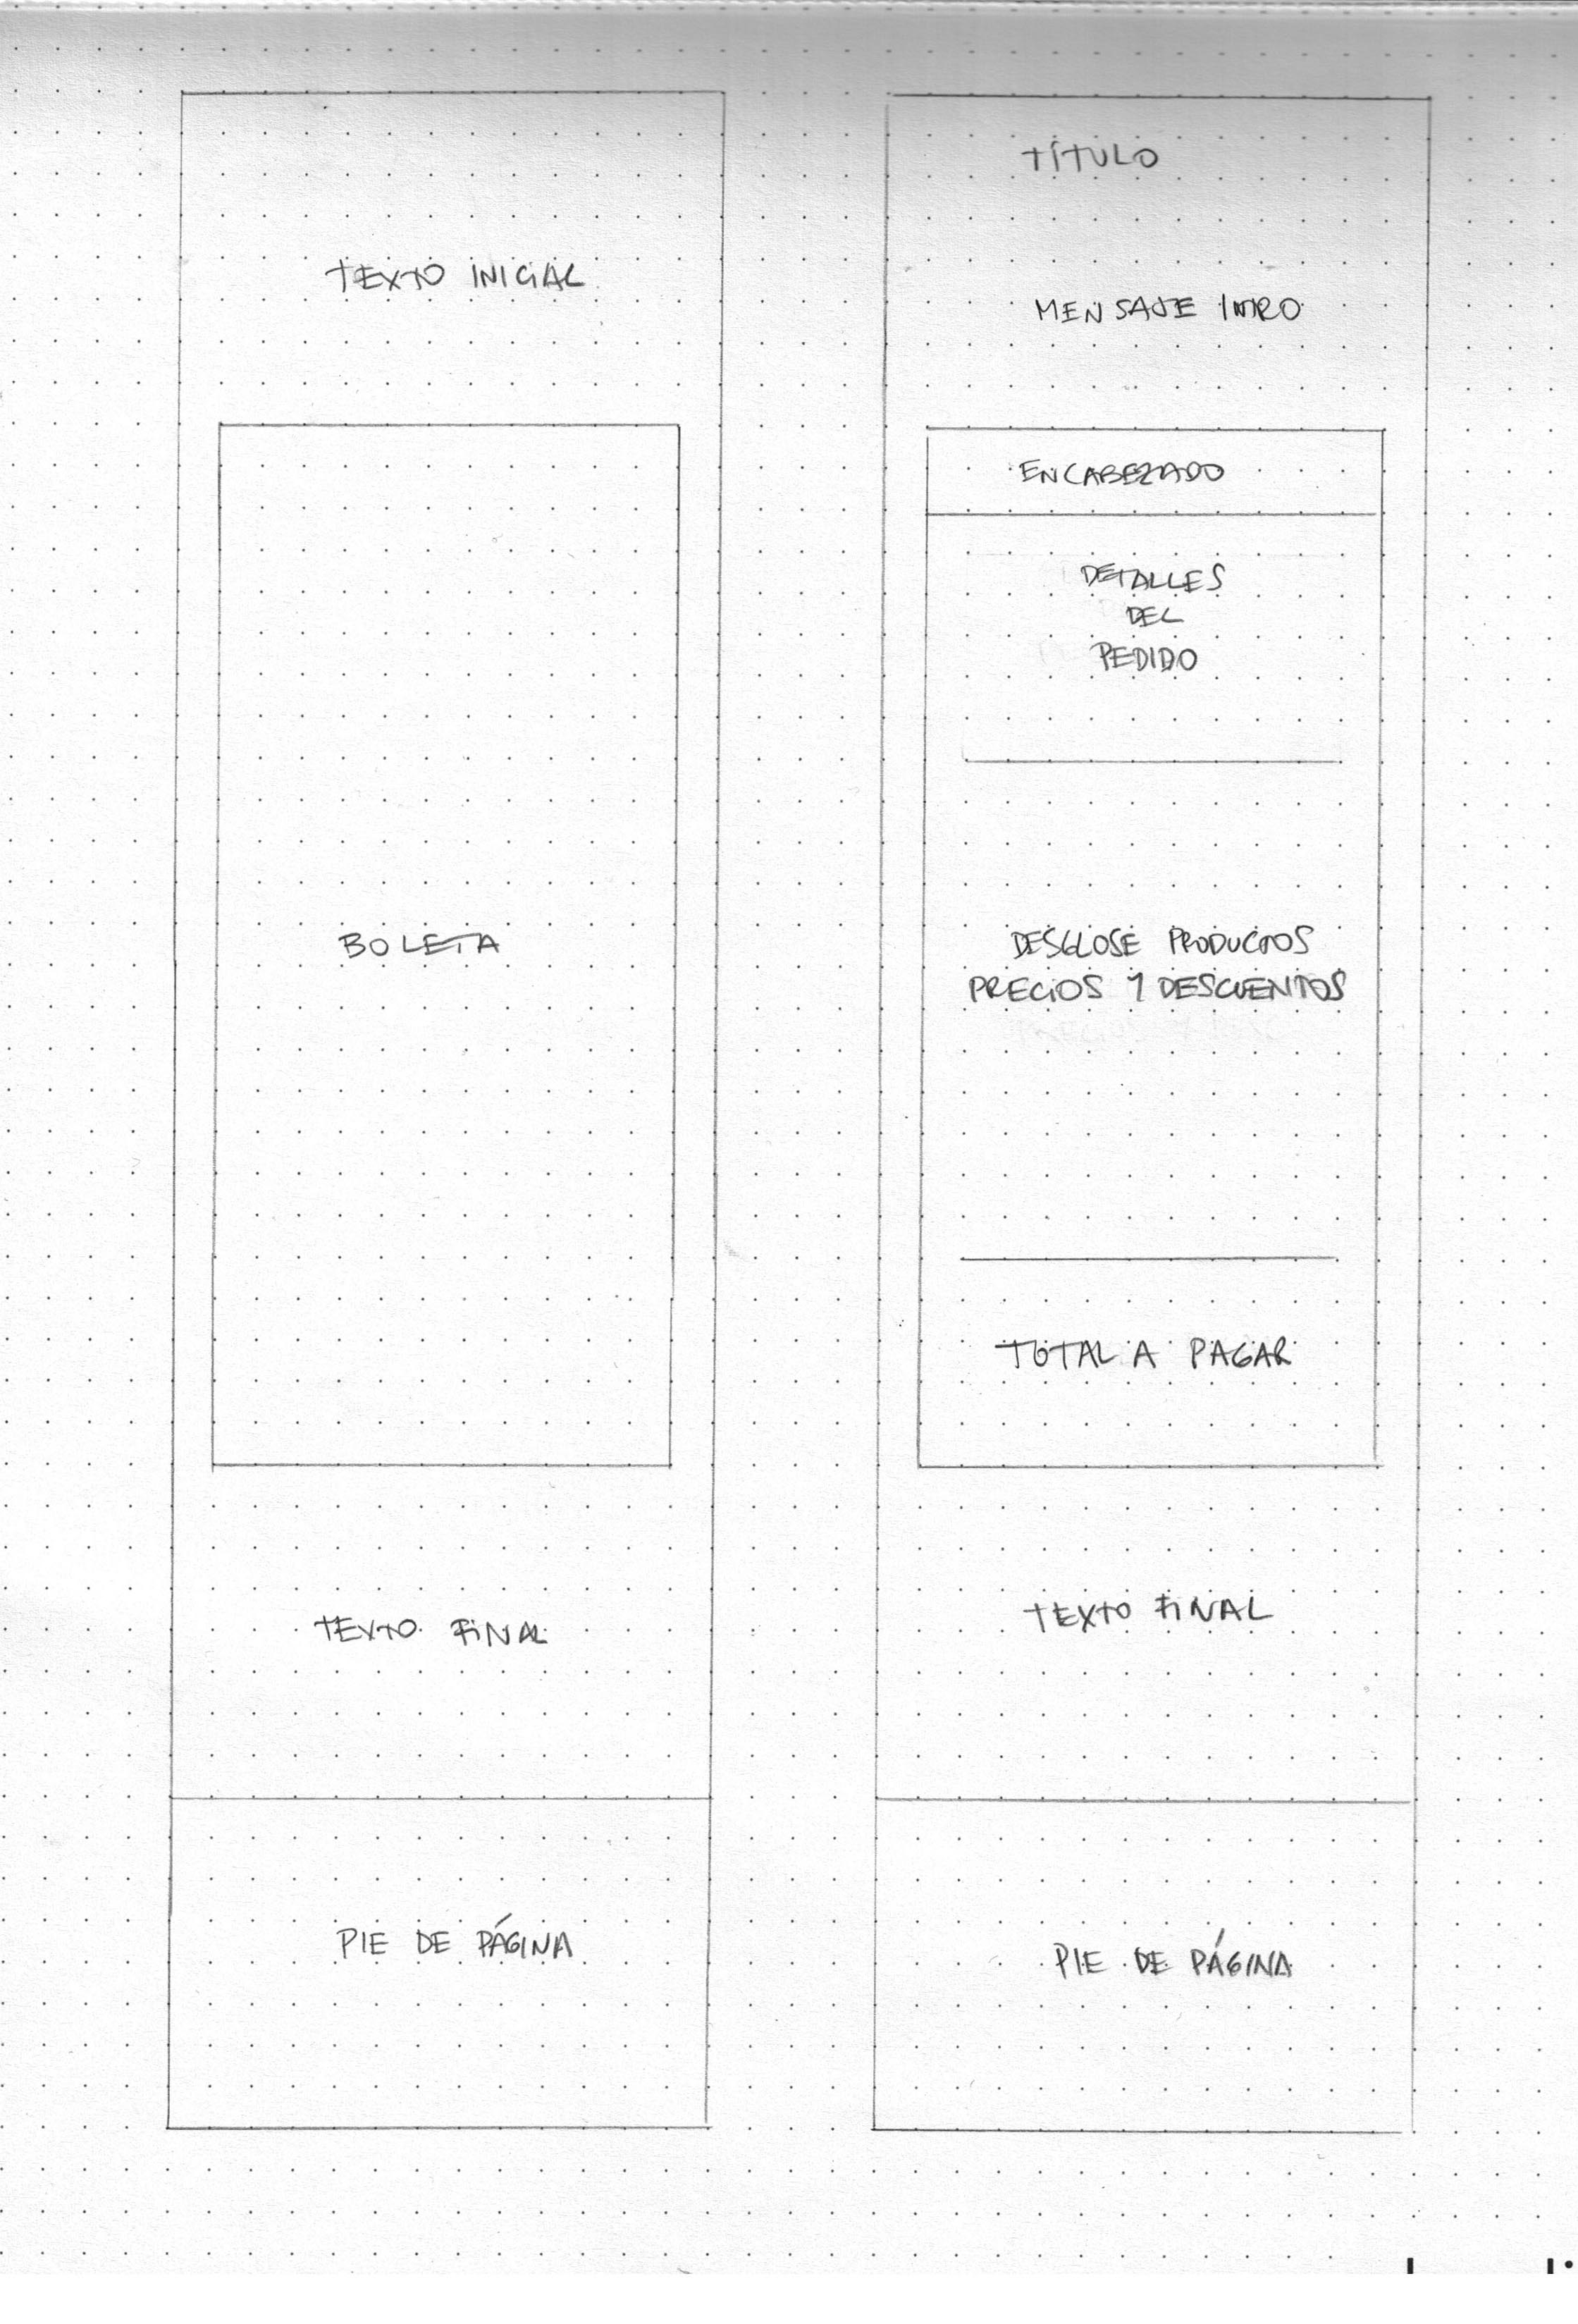 TEXTO INICIAL
BOLETA
TEXTO FINAL
PIE DE PÁGINA
TÍTULO
MENSAJE INTRO
ENCABEZADO
DETALLES
DEL
PEDIDO
DESGLOSE PRODUCTOS
PRECIOS Y DESCUENTOS
TOTAL A PAGAR
TEXTO FINAL
PIE DE PÁGINA